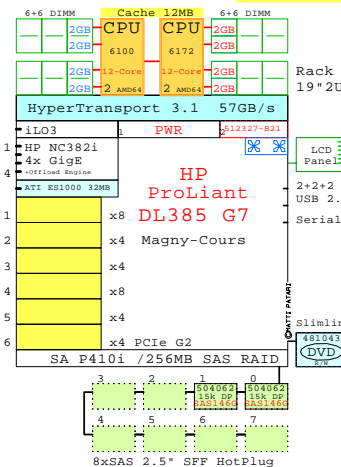 Cache 12MB
6+6 DIMM
6+6 DIMM
2GB CPU CPU 2GB
2GB 6100 6172 2GB
2GB 12-Core 12-Core 2GB
2GB 2 AMD64 2 AMD64 2GB
Rack
19"2U
HyperTransport 3.1 57GB/s
iLO3 1 PWR 2 512327-B21
1 HP NC382i
4x GigE
4 +Offload Engine
ATI ES1000 32MB
LCD
Panel
HP
ProLiant
DL385 G7
Magny-Cours
2+2+2
USB 2.
Serial
1 x8
2 x4
3 x4
4 x8
5 x4
6 x4 PCIe G2
©MATTI PATARI
Slimlin
481043
DVD
R/W
SA P410i /256MB SAS RAID
3 2 1 0
504062 504062
15k DP 15k DP
SAS146G SAS146G
4 5 6 7
8xSAS 2.5" SFF HotPlug